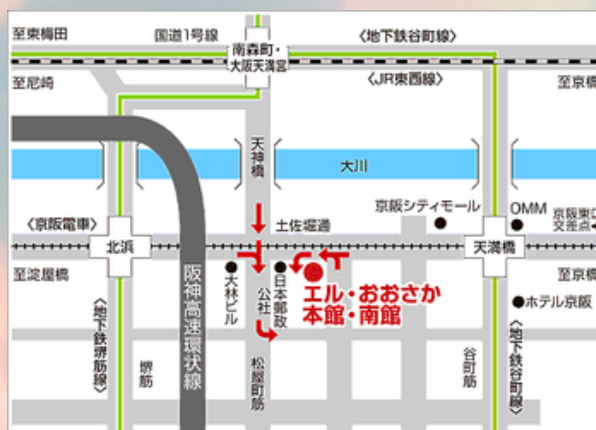 至東梅田
国道1号線
〈地下鉄谷町線〉
南森町・
大阪天満宮
至尼崎
〈JR東西線〉
至京橋
天神橋
大川
京阪シティモール
OMM
京阪東口
交差点
〈京阪電車〉
土佐堀通
北浜
天満橋
至淀屋橋
至京橋
大林ビル
公社
日本郵政
エル・おおさか
本館・南館
ホテル京阪
阪神高速環状線
〈地下鉄堺筋線〉
堺筋
松屋町筋
谷町筋
〈地下鉄谷町線〉